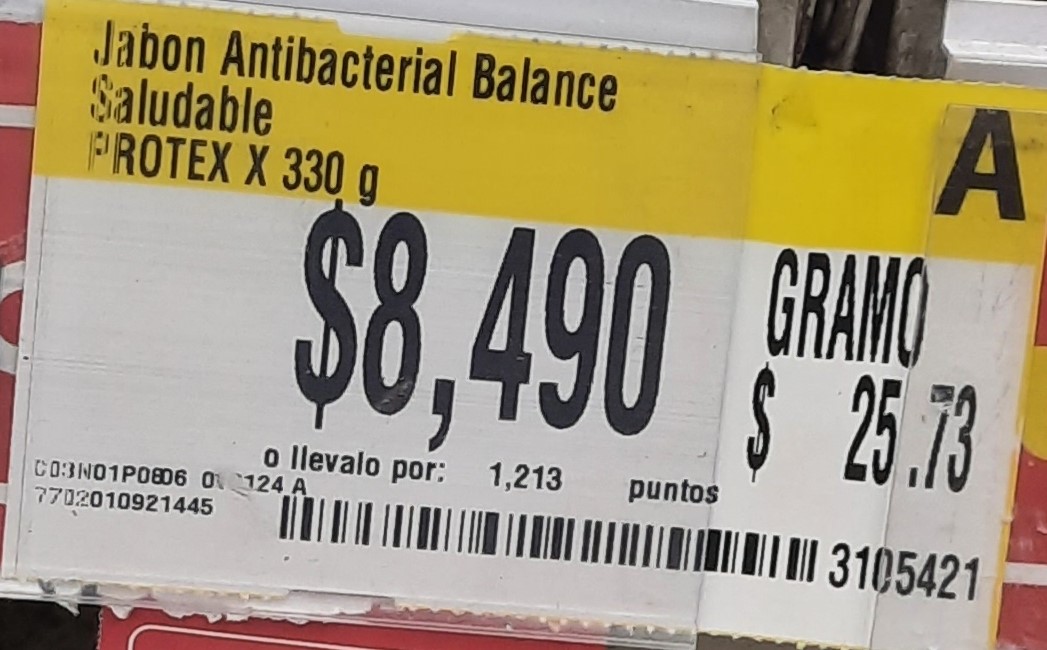 Jabon Antibacterial Balance
Saludable
PROTEX X 330 g
A
$8,490
GRAMO
$ 25.73
o llevalo por: 1,213 puntos
C03N01P0806 124 A
7702010921445
3105421